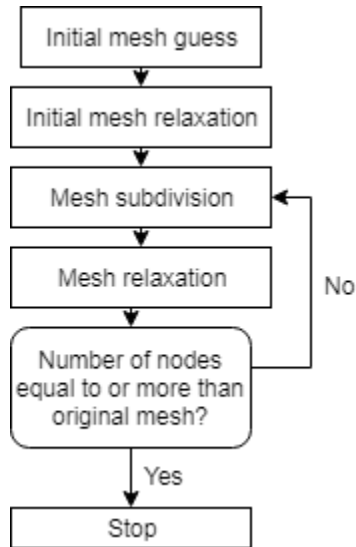 Initial mesh guess
Initial mesh relaxation
Mesh subdivision
Mesh relaxation
No
Number of nodes
equal to or more than
original mesh?
Yes
Stop